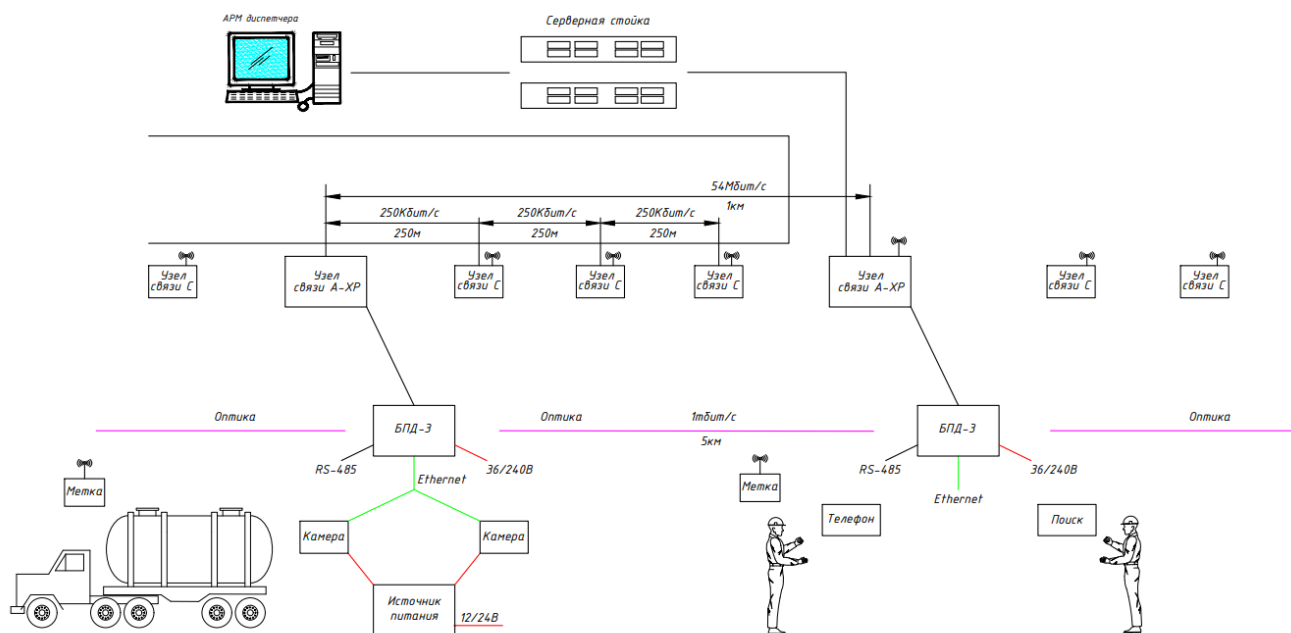 АРМ диспетчера
Серверная стойка
54Мбит/с
1км
250Кбит/с
250Кбит/с
250Кбит/с
250м
250м
250м
Узел
связи С
Узел
связи А-ХР
Узел
связи С
Узел
связи С
Узел
связи С
Узел
связи А-ХР
Узел
связи С
Узел
связи С
Оптика
БПД-3
Оптика
1тбит/с
5км
БПД-3
Оптика
RS-485
36/240В
Ethernet
RS-485
36/240В
Ethernet
Метка
Метка
Камера
Камера
Телефон
Поиск
Источник
питания
12/24В